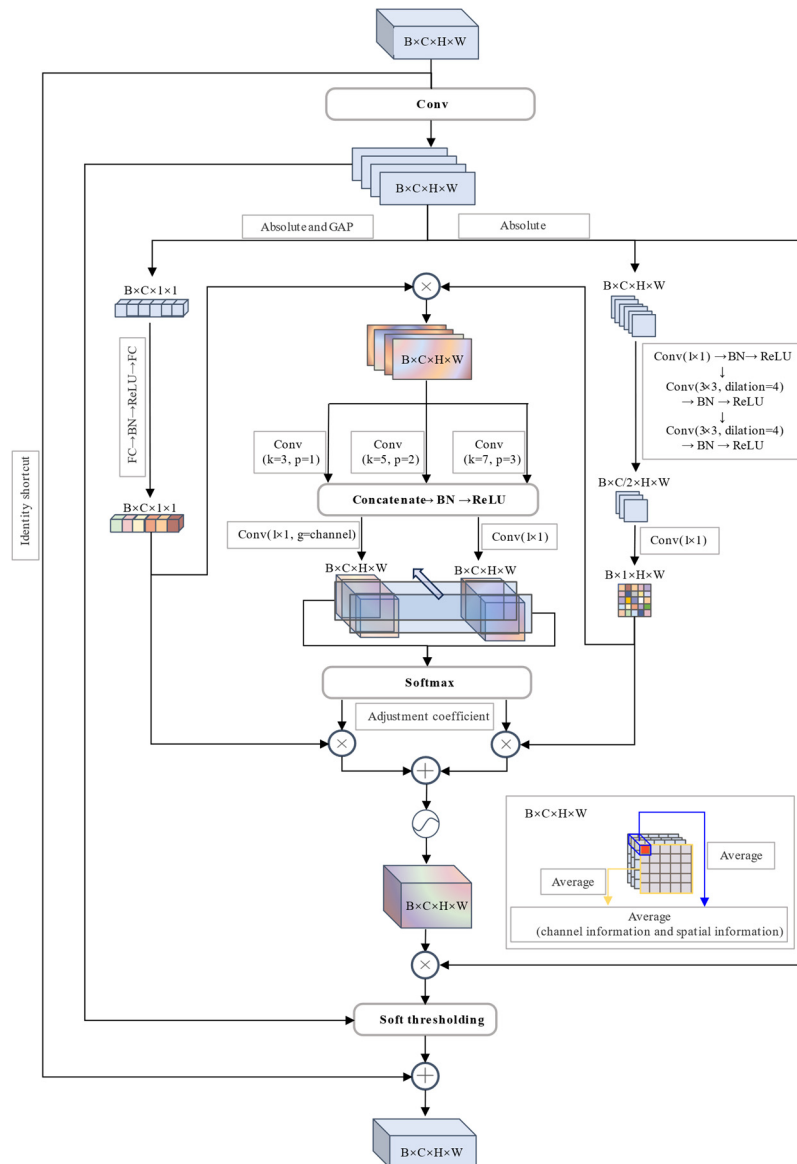 B×C×H×W
Conv
B×C×H×W
Absolute and GAP
Absolute
B×C×1×1
B×C×H×W
FC→BN→ReLU→FC
B×C×H×W
Conv(1×1) →BN→ReLU
↓
Conv(3×3, dilation=4)
→ BN → ReLU
↓
Conv(3×3, dilation=4)
→ BN → ReLU
Identity shortcut
Conv
(k=3, p=1)
Conv
(k=5, p=2)
Conv
(k=7, p=3)
Concatenate→ BN →ReLU
B×C/2×H×W
B×C×1×1
Conv(1×1, g=channel)
Conv(1×1)
Conv(1×1)
B×C×H×W
B×C×H×W
B×1×H×W
Softmax
Adjustment coefficient
B×C×H×W
Average
Average
Average
(channel information and spatial information)
B×C×H×W
Soft thresholding
B×C×H×W